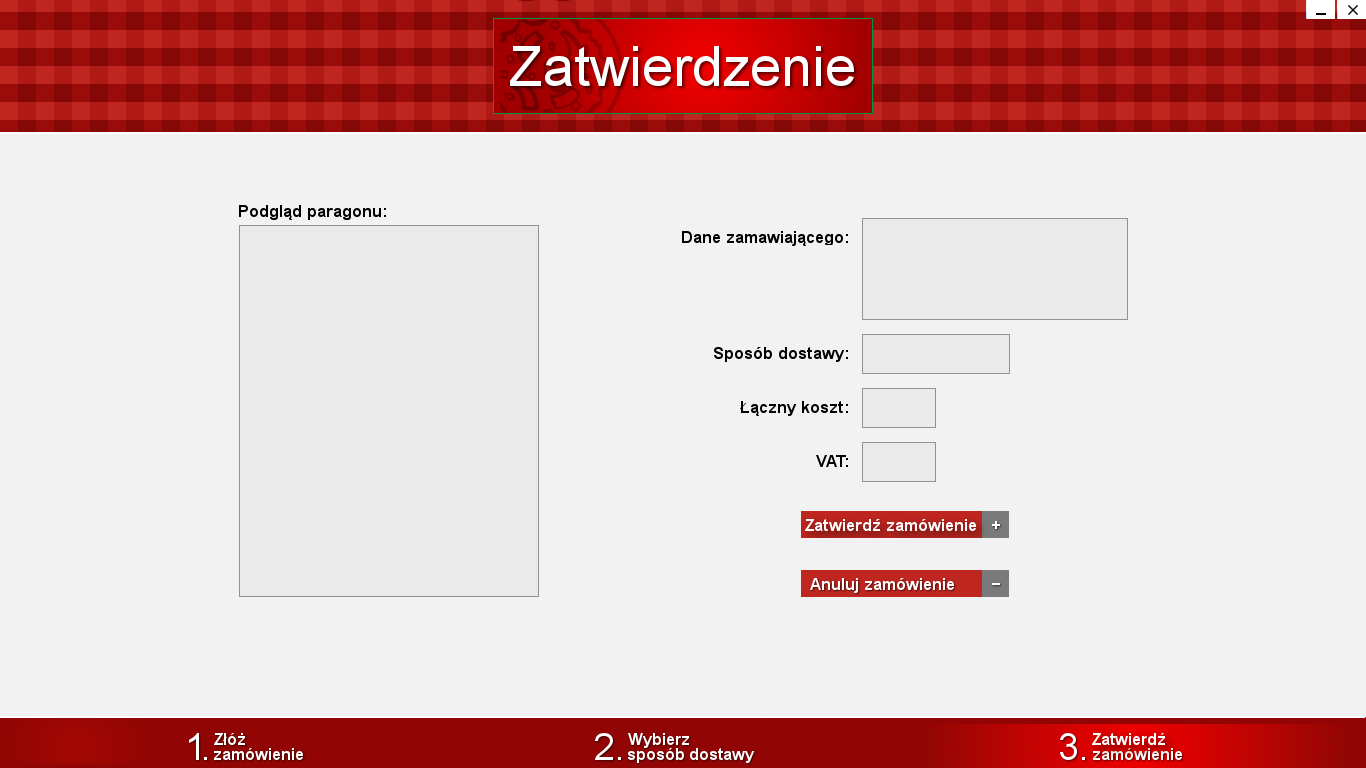 Zatwierdzenie
Podgląd paragonu:
Dane zamawiającego:
Sposób dostawy:
Łączny koszt:
VAT:
Zatwierdź zamówienie +
Anuluj zamówienie −
1. Złóż
zamówienie
2. Wybierz
sposób dostawy
3. Zatwierdź
zamówienie